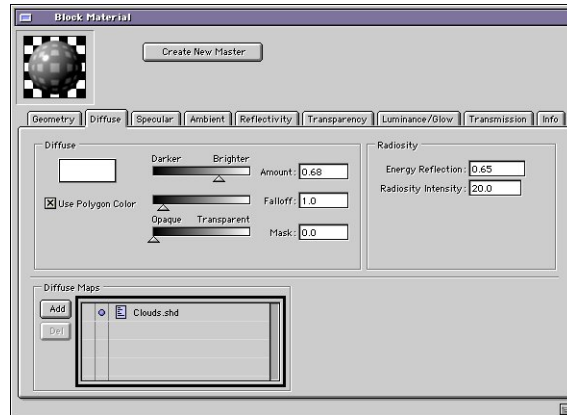 Block Material
Create New Master
Geometry Diffuse Specular Ambient Reflectivity Transparency Luminance/Glow Transmission Info
Diffuse
Darker Brighter
Amount: 0.68
Use Polygon Color
Falloff: 1.0
Opaque Transparent
Mask: 0.0
Radiosity
Energy Reflection: 0.65
Radiosity Intensity: 20.0
Diffuse Maps
Add
Del
Clouds.shd